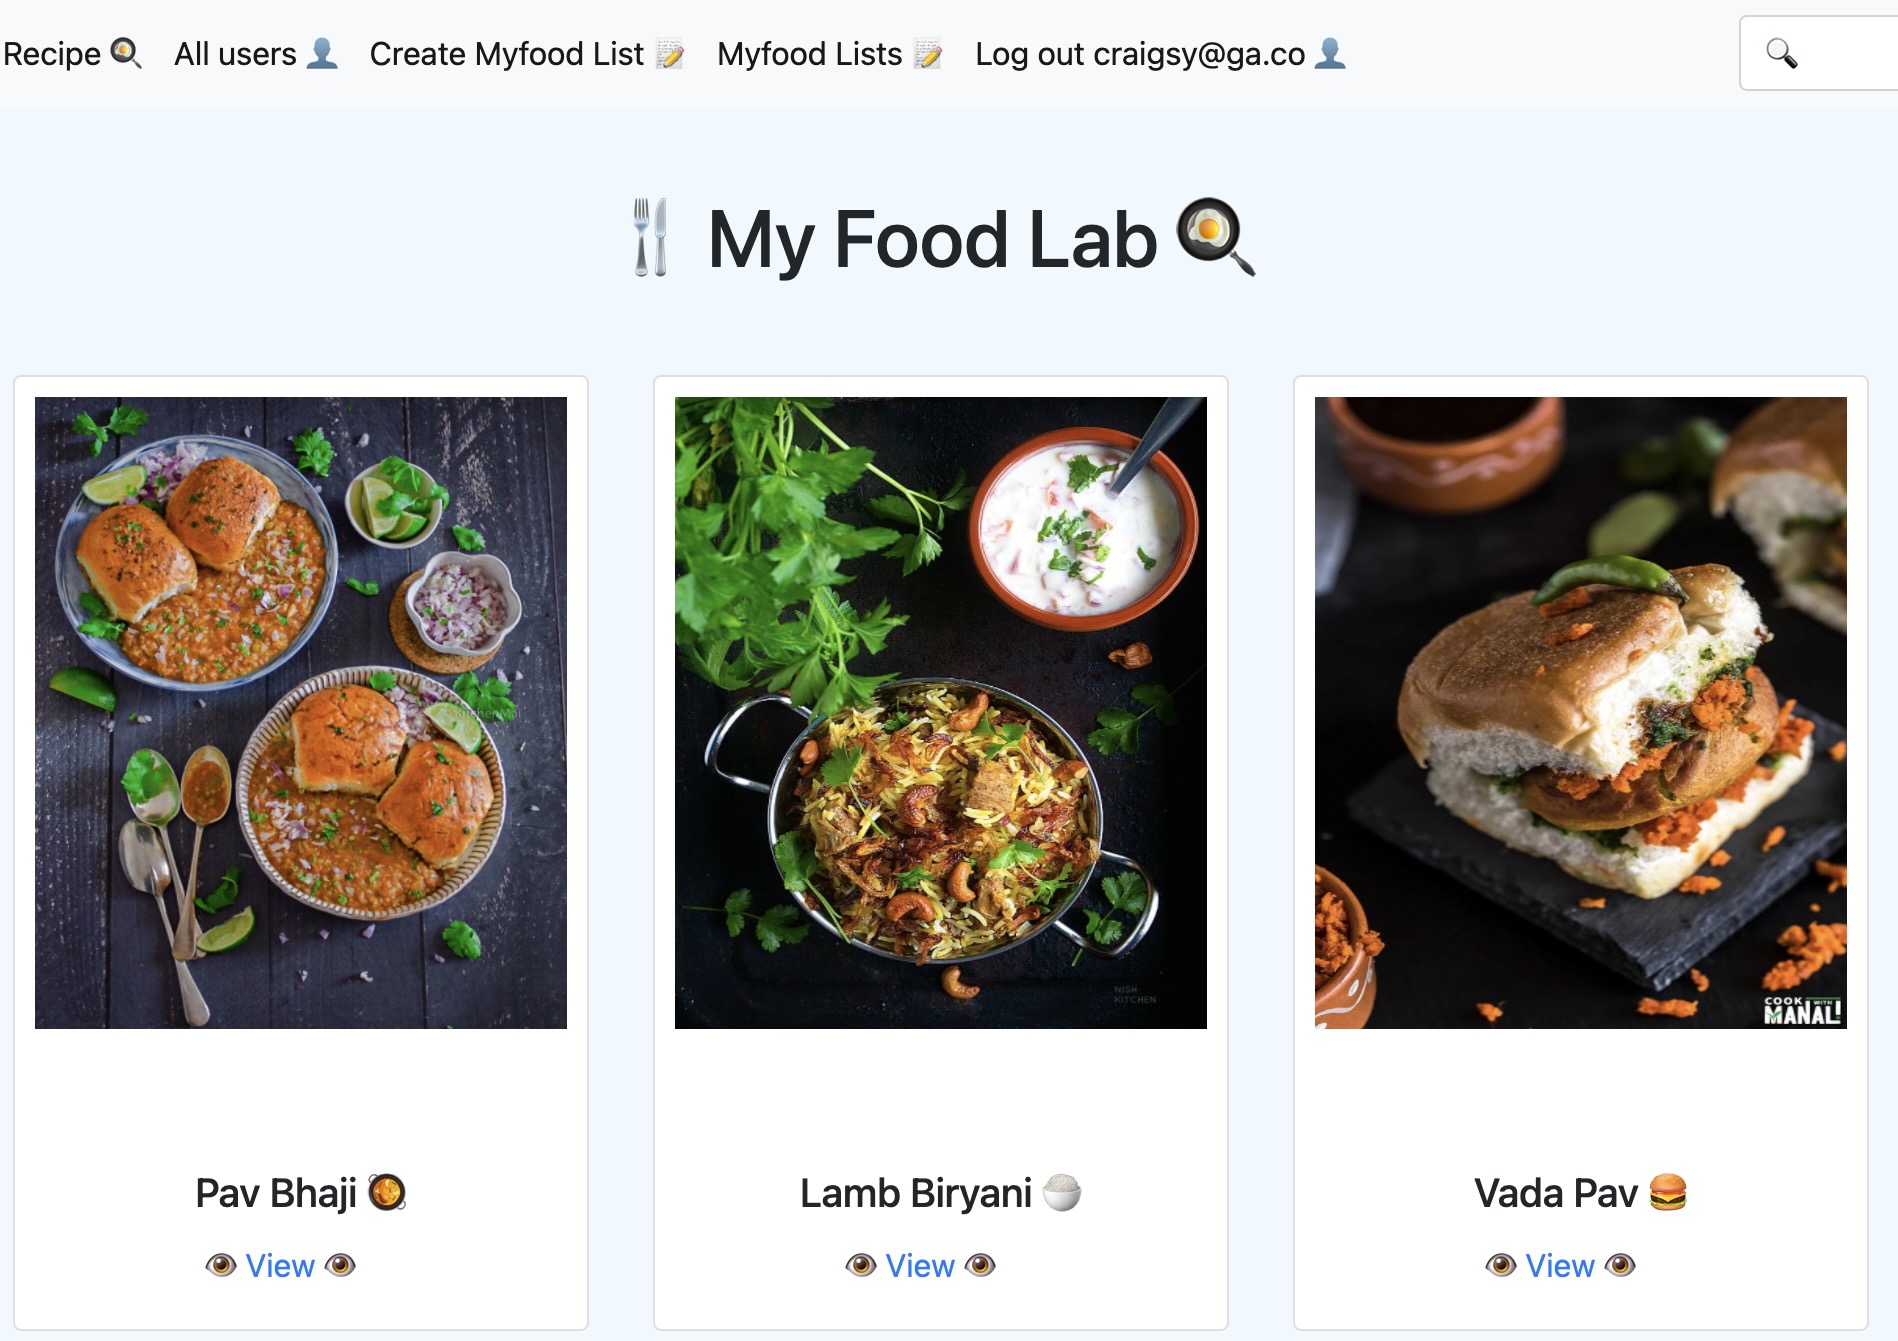 Recipe 🍳 All users 👤 Create Myfood List 📝 Myfood Lists 📝 Log out craigsy@ga.co 👤 🔍
🍴 My Food Lab 🍳
NISH
KITCHEN
COOK WITH
MANALI
Pav Bhaji 🥘 Lamb Biryani 🍚 Vada Pav 🍔
👁 View 👁 👁 View 👁 👁 View 👁